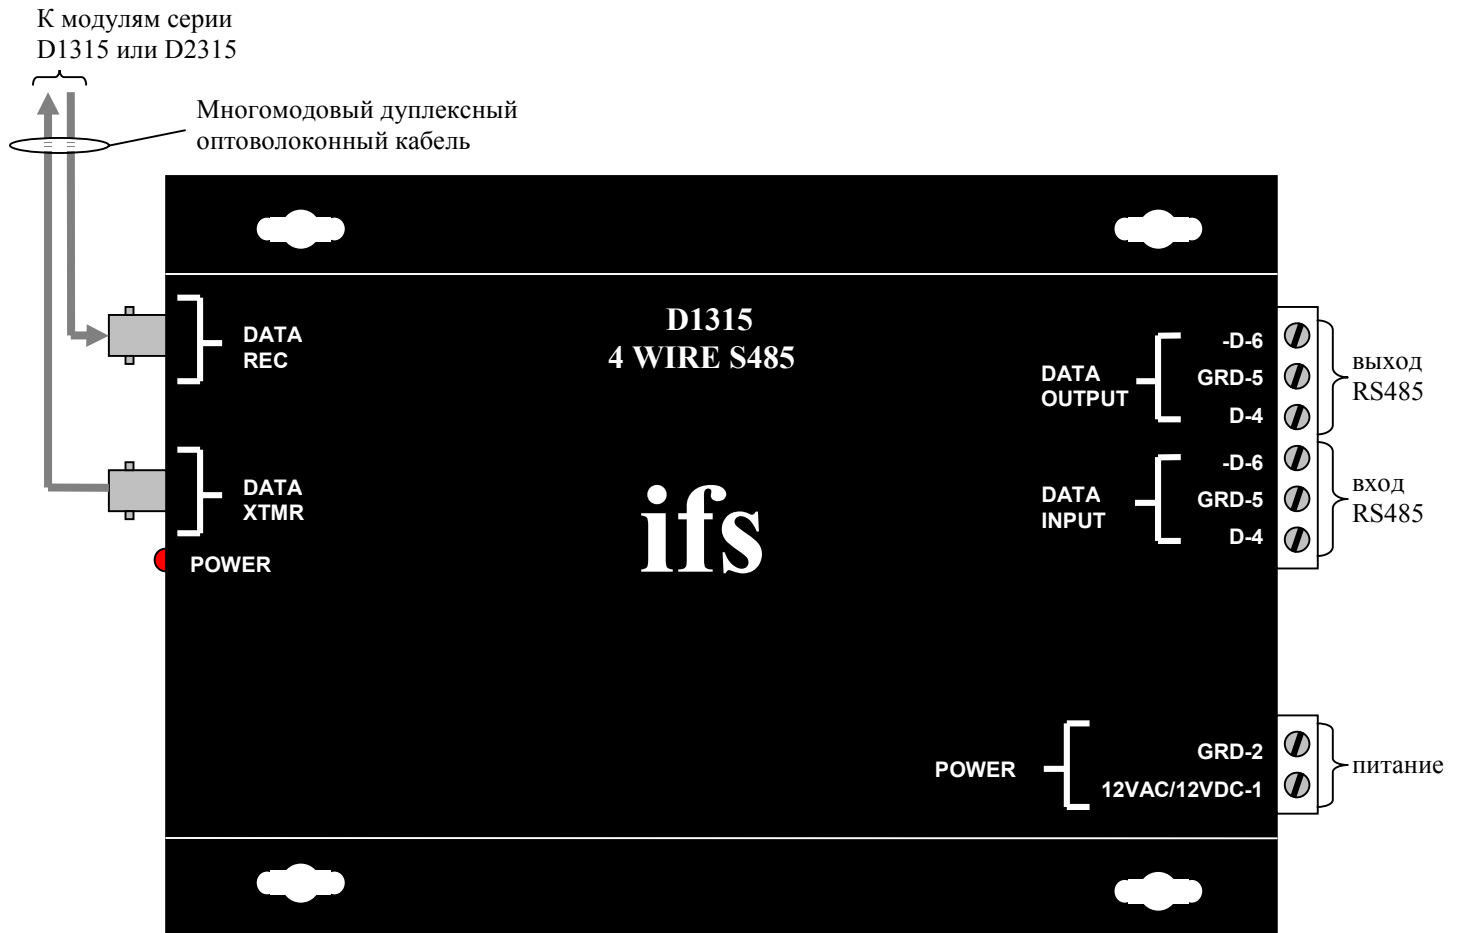 К модулям серии
D1315 или D2315
Многомодовый дуплексный
оптоволоконный кабель
DATA
REC
D1315
4 WIRE S485
DATA
OUTPUT
-D-6
GRD-5
D-4
выход
RS485
DATA
XTMR
ifs
DATA
INPUT
-D-6
GRD-5
D-4
вход
RS485
POWER
POWER
GRD-2
12VAC/12VDC-1
питание